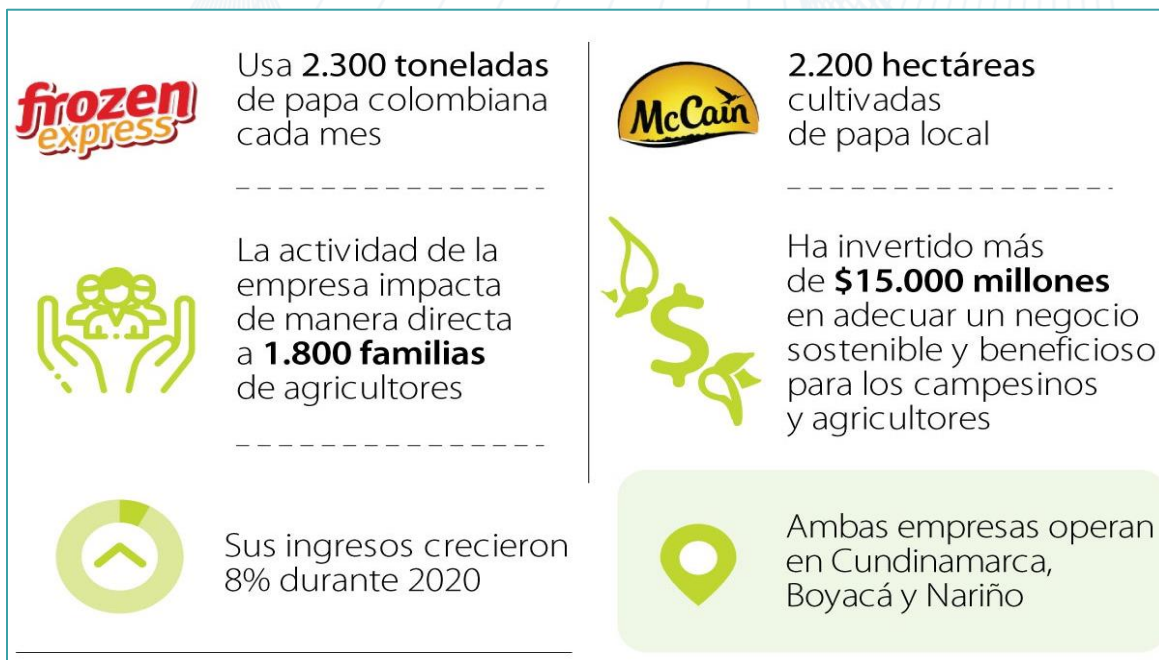 frozen
express
Usa 2.300 toneladas
de papa colombiana
cada mes
La actividad de la
empresa impacta
de manera directa
a 1.800 familias
de agricultores
Sus ingresos crecieron
8% durante 2020
McCain
2.200 hectáreas
cultivadas
de papa local
$
Ha invertido más
de $15.000 millones
en adecuar un negocio
sostenible y beneficioso
para los campesinos
y agricultores
Ambas empresas operan
en Cundinamarca,
Boyacá y Nariño